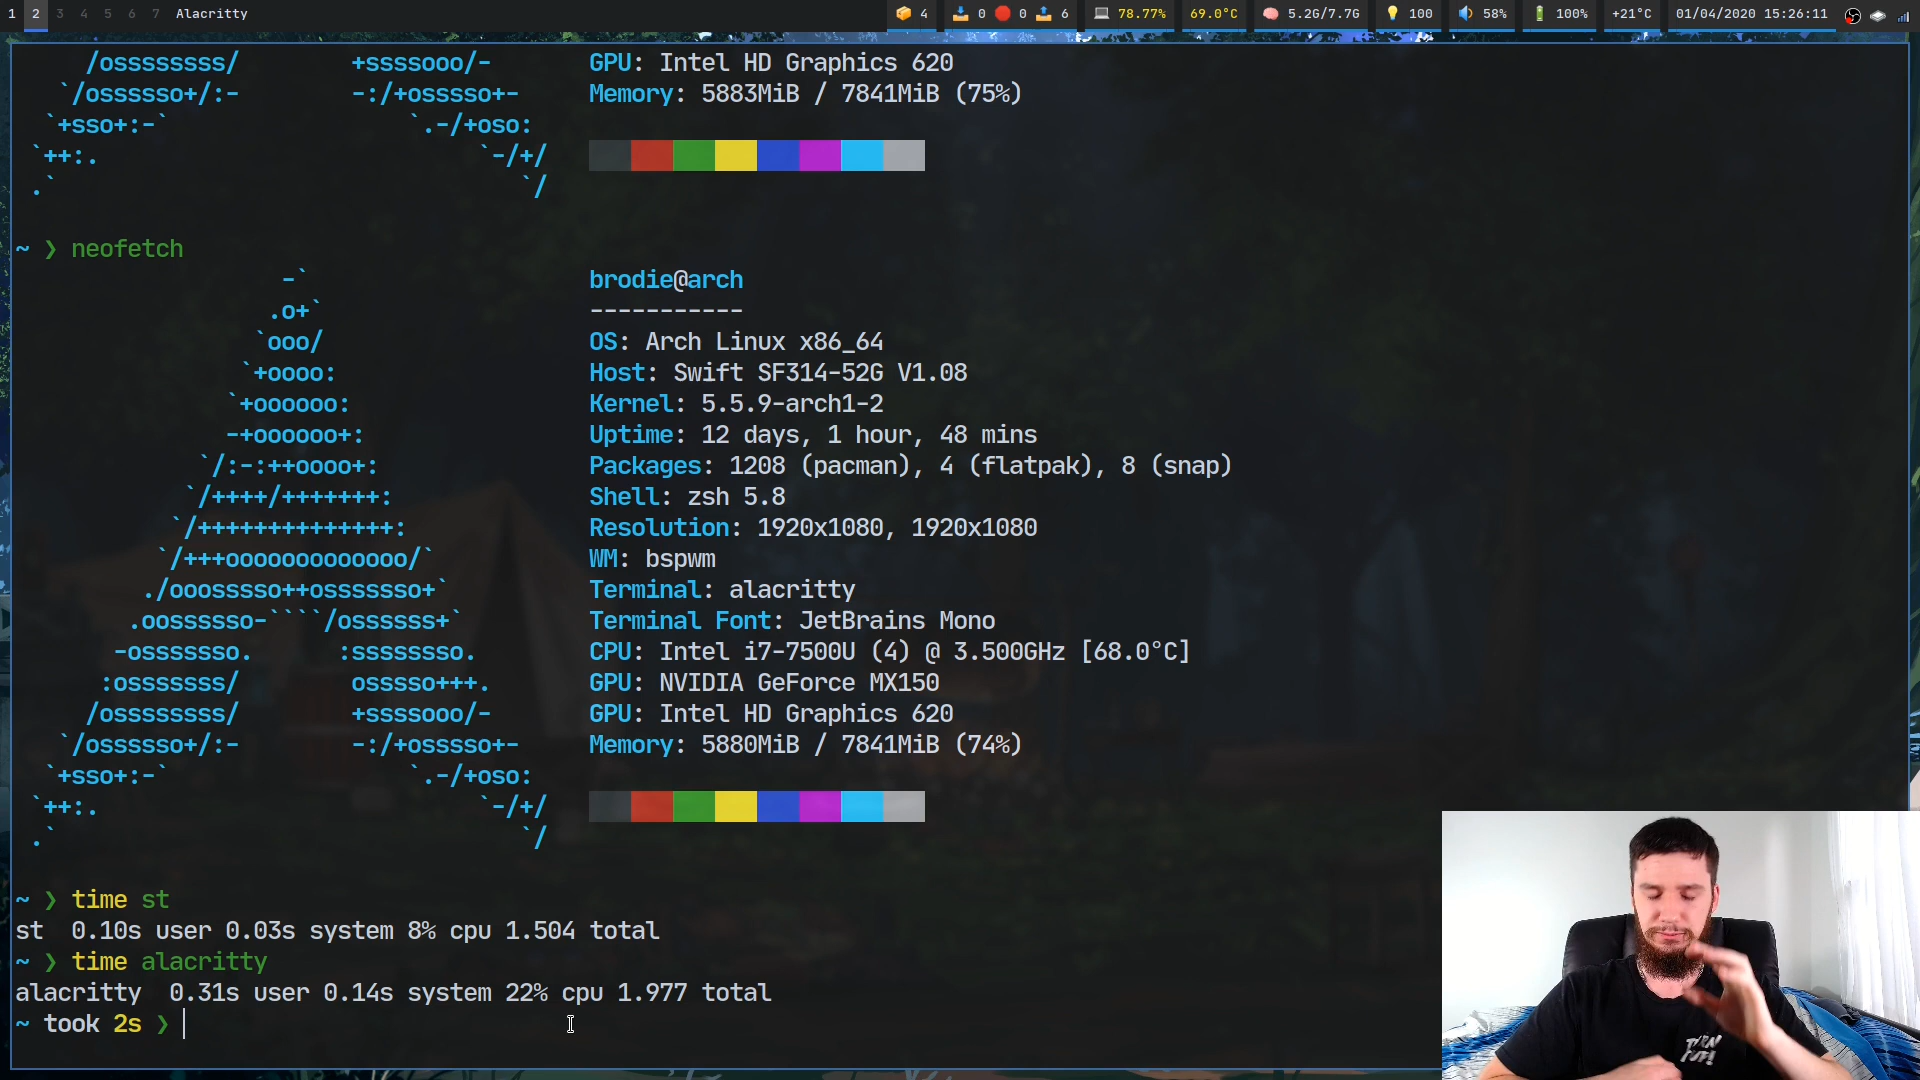 1 2 3 4 5 6 7 Alacritty 4 0 0 6 78.77% 69.0°C 5.2G/7.7G 100 58% 100% +21°C 01/04/2020 15:26:11
/ossssssss/ +ssssooo/- GPU: Intel HD Graphics 620
`/ossssso+/:- -:/+osssso+- Memory: 5883MiB / 7841MiB (75%)
`+sso+:-` `.-/+oso:
`++:. `-/+/
.` `/
~ ❯ neofetch
-` brodie@arch
.o+` -----------
`ooo/ OS: Arch Linux x86_64
`+oooo: Host: Swift SF314-52G V1.08
`+oooooo: Kernel: 5.5.9-arch1-2
-+oooooo+: Uptime: 12 days, 1 hour, 48 mins
`/:-:++oooo+: Packages: 1208 (pacman), 4 (flatpak), 8 (snap)
`/++++/+++++++: Shell: zsh 5.8
`/++++++++++++++: Resolution: 1920x1080, 1920x1080
`/+++ooooooooooooo/` WM: bspwm
./ooosssso++osssssso+` Terminal: alacritty
.oossssso-````/ossssss+` Terminal Font: JetBrains Mono
-osssssso. :ssssssso. CPU: Intel i7-7500U (4) @ 3.500GHz [68.0°C]
:osssssss/ osssso+++. GPU: NVIDIA GeForce MX150
/ossssssss/ +ssssooo/- GPU: Intel HD Graphics 620
`/ossssso+/:- -:/+osssso+- Memory: 5880MiB / 7841MiB (74%)
`+sso+:-` `.-/+oso:
`++:. `-/+/
.` `/
~ ❯ time st
st 0.10s user 0.03s system 8% cpu 1.504 total
~ ❯ time alacritty
alacritty 0.31s user 0.14s system 22% cpu 1.977 total
~ took 2s ❯
TURN